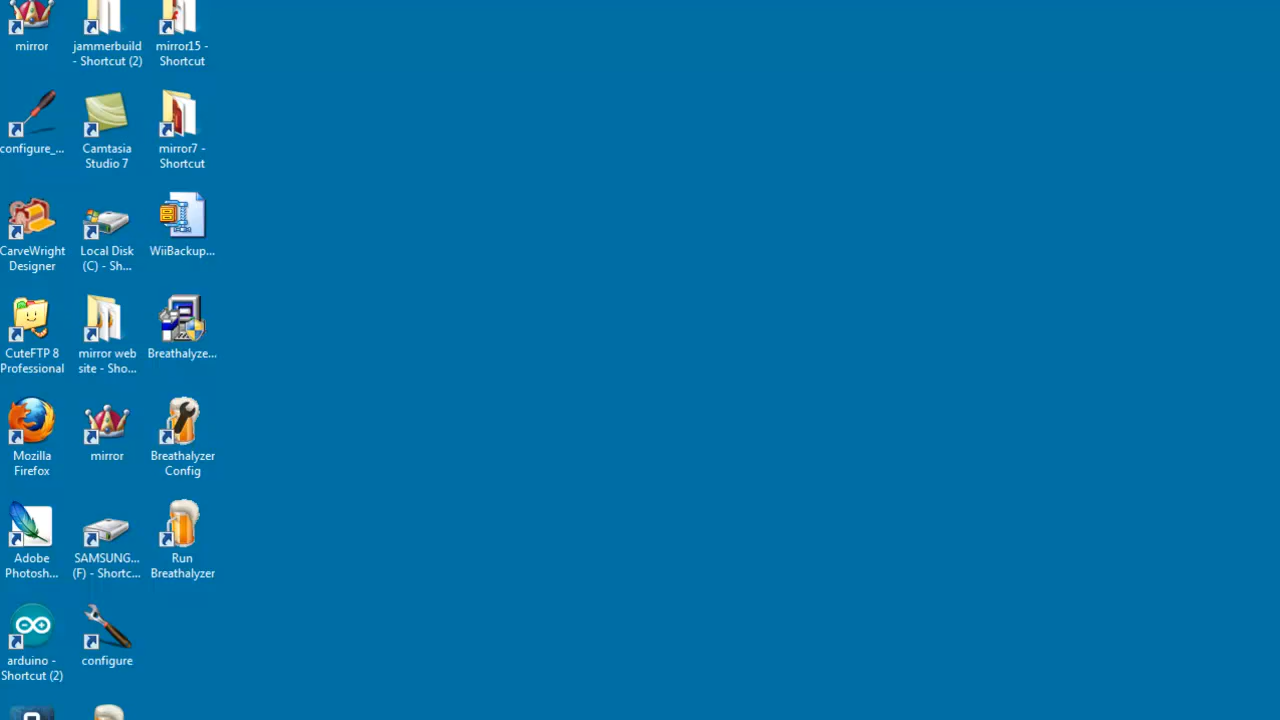 mirror
jammerbuild
- Shortcut (2)
mirror15 -
Shortcut
configure_...
Camtasia
Studio 7
mirror7 -
Shortcut
CarveWright
Designer
Local Disk
(C) - Sh...
WiiBackup...
CuteFTP 8
Professional
mirror web
site - Sho...
Breathalyze...
Mozilla
Firefox
mirror
Breathalyzer
Config
Adobe
Photosh...
SAMSUNG...
(F) - Shortc...
Run
Breathalyzer
arduino -
Shortcut (2)
configure